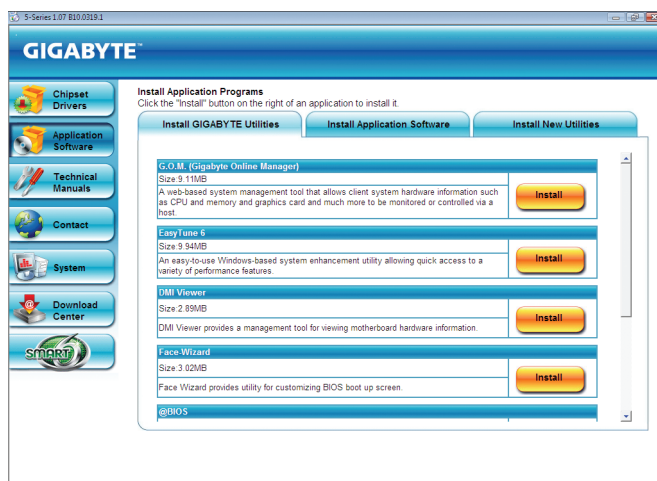 5-Series 1.07 B10.0319.1
GIGABYTE™
Chipset
Drivers
Application
Software
Technical
Manuals
Contact
System
Download
Center
SMART
Install Application Programs
Click the "Install" button on the right of an application to install it.
Install GIGABYTE Utilities
Install Application Software
Install New Utilities
G.O.M. (Gigabyte Online Manager)
Size:9.11MB
A web-based system management tool that allows client system hardware information such
as CPU and memory and graphics card and much more to be monitored or controlled via a
host.
Install
EasyTune 6
Size:9.94MB
An easy-to-use Windows-based system enhancement utility allowing quick access to a
variety of performance features.
Install
DMI Viewer
Size:2.89MB
DMI Viewer provides a management tool for viewing motherboard hardware information.
Install
Face-Wizard
Size:3.02MB
Face Wizard provides utility for customizing BIOS boot up screen.
Install
@BIOS